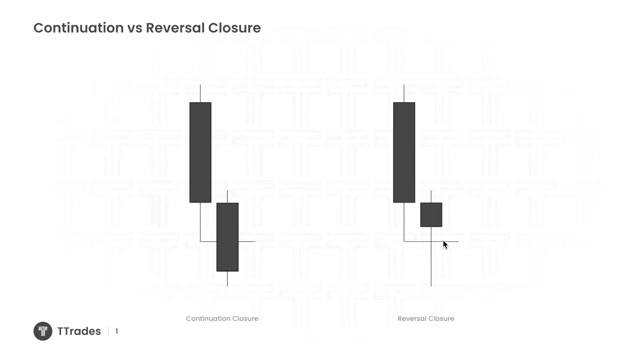 Continuation vs Reversal Closure
Continuation Closure
Reversal Closure
TTrades
1